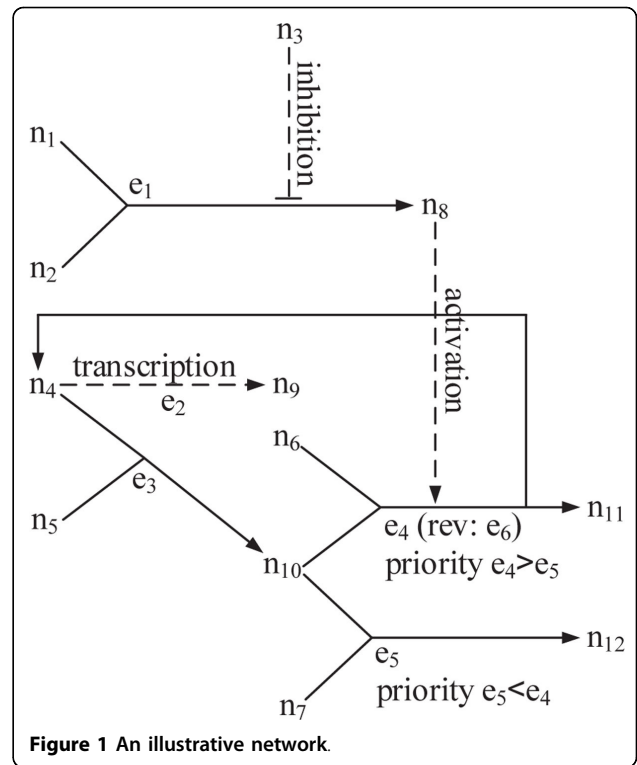 n3
inhibition
n1
e1
n8
n2
activation
transcription
n4
n9
e2
n6
e3
n5
n11
e4 (rev: e6)
n10
priority e4>e5
n12
e5
priority e5<e4
n7
Figure 1 An illustrative network.